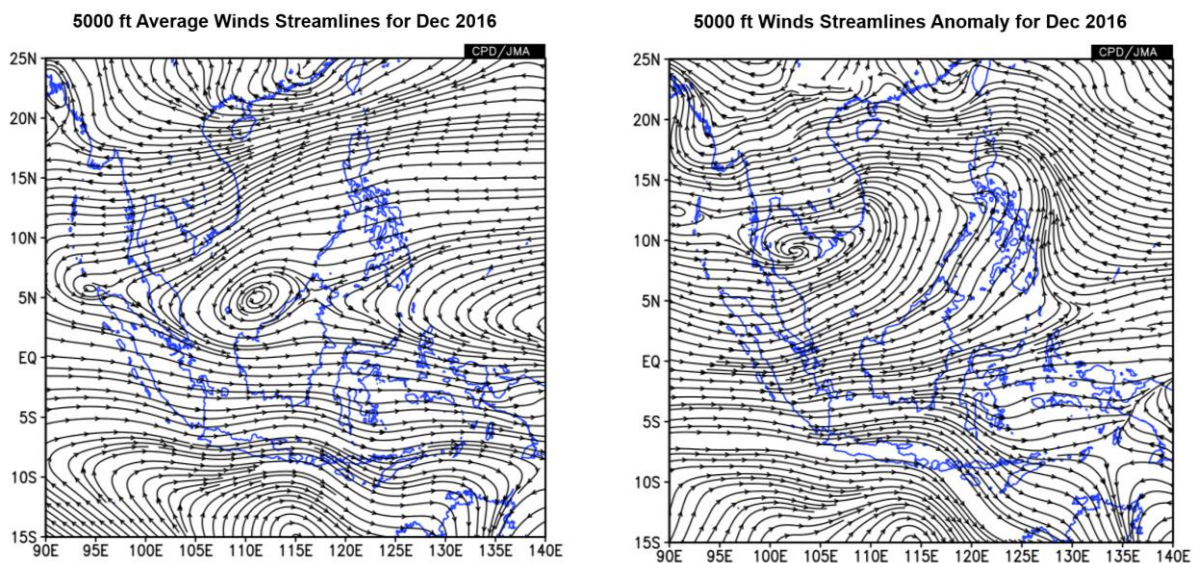 5000 ft Average Winds Streamlines for Dec 2016
CPD/JMA
25N
20N
15N
10N
5N
EQ
5S
10S
15S
90E 95E 100E 105E 110E 115E 120E 125E 130E 135E 140E
5000 ft Winds Streamlines Anomaly for Dec 2016
CPD/JMA
25N
20N
15N
10N
5N
EQ
5S
10S
15S
90E 95E 100E 105E 110E 115E 120E 125E 130E 135E 140E